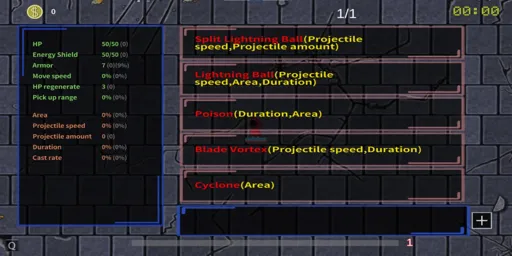 0
1/1
00:00
HP 50/50 (0)
Energy Shield 50/50 (0)
Armor 7 (0)(0%)
Move speed 0% (0%)
HP regenerate 3 (0)
Pick up range 0% (0%)
Area 0% (0%)
Projectile speed 0% (0%)
Projectile amount 0 (0)
Duration 0% (0%)
Cast rate 0% (0%)
Split Lightning Ball(Projectile
speed,Projectile amount)
Lightning Ball(Projectile
speed,Area,Duration)
Poison(Duration,Area)
Blade Vortex(Projectile speed,Duration)
Cyclone(Area)
+
Q
1